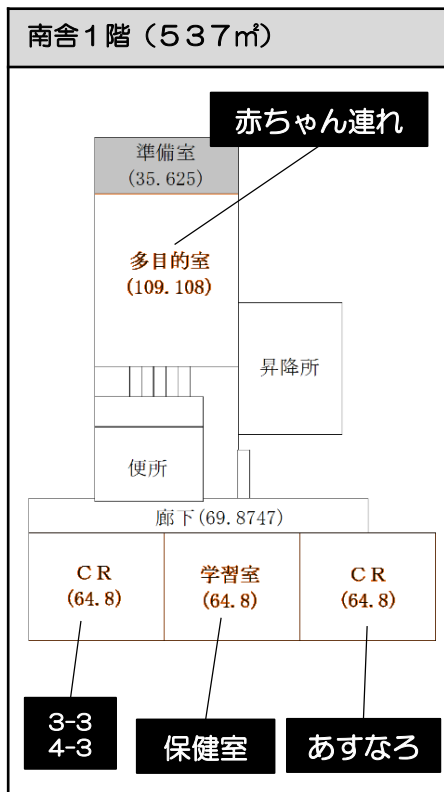 南舎１階（５３７㎡）
赤ちゃん連れ
準備室
(35.625)
多目的室
(109.108)
昇降所
便所
廊下(69.8747)
ＣＲ
(64.8)
学習室
(64.8)
ＣＲ
(64.8)
3-3
4-3
保健室
あすなろ